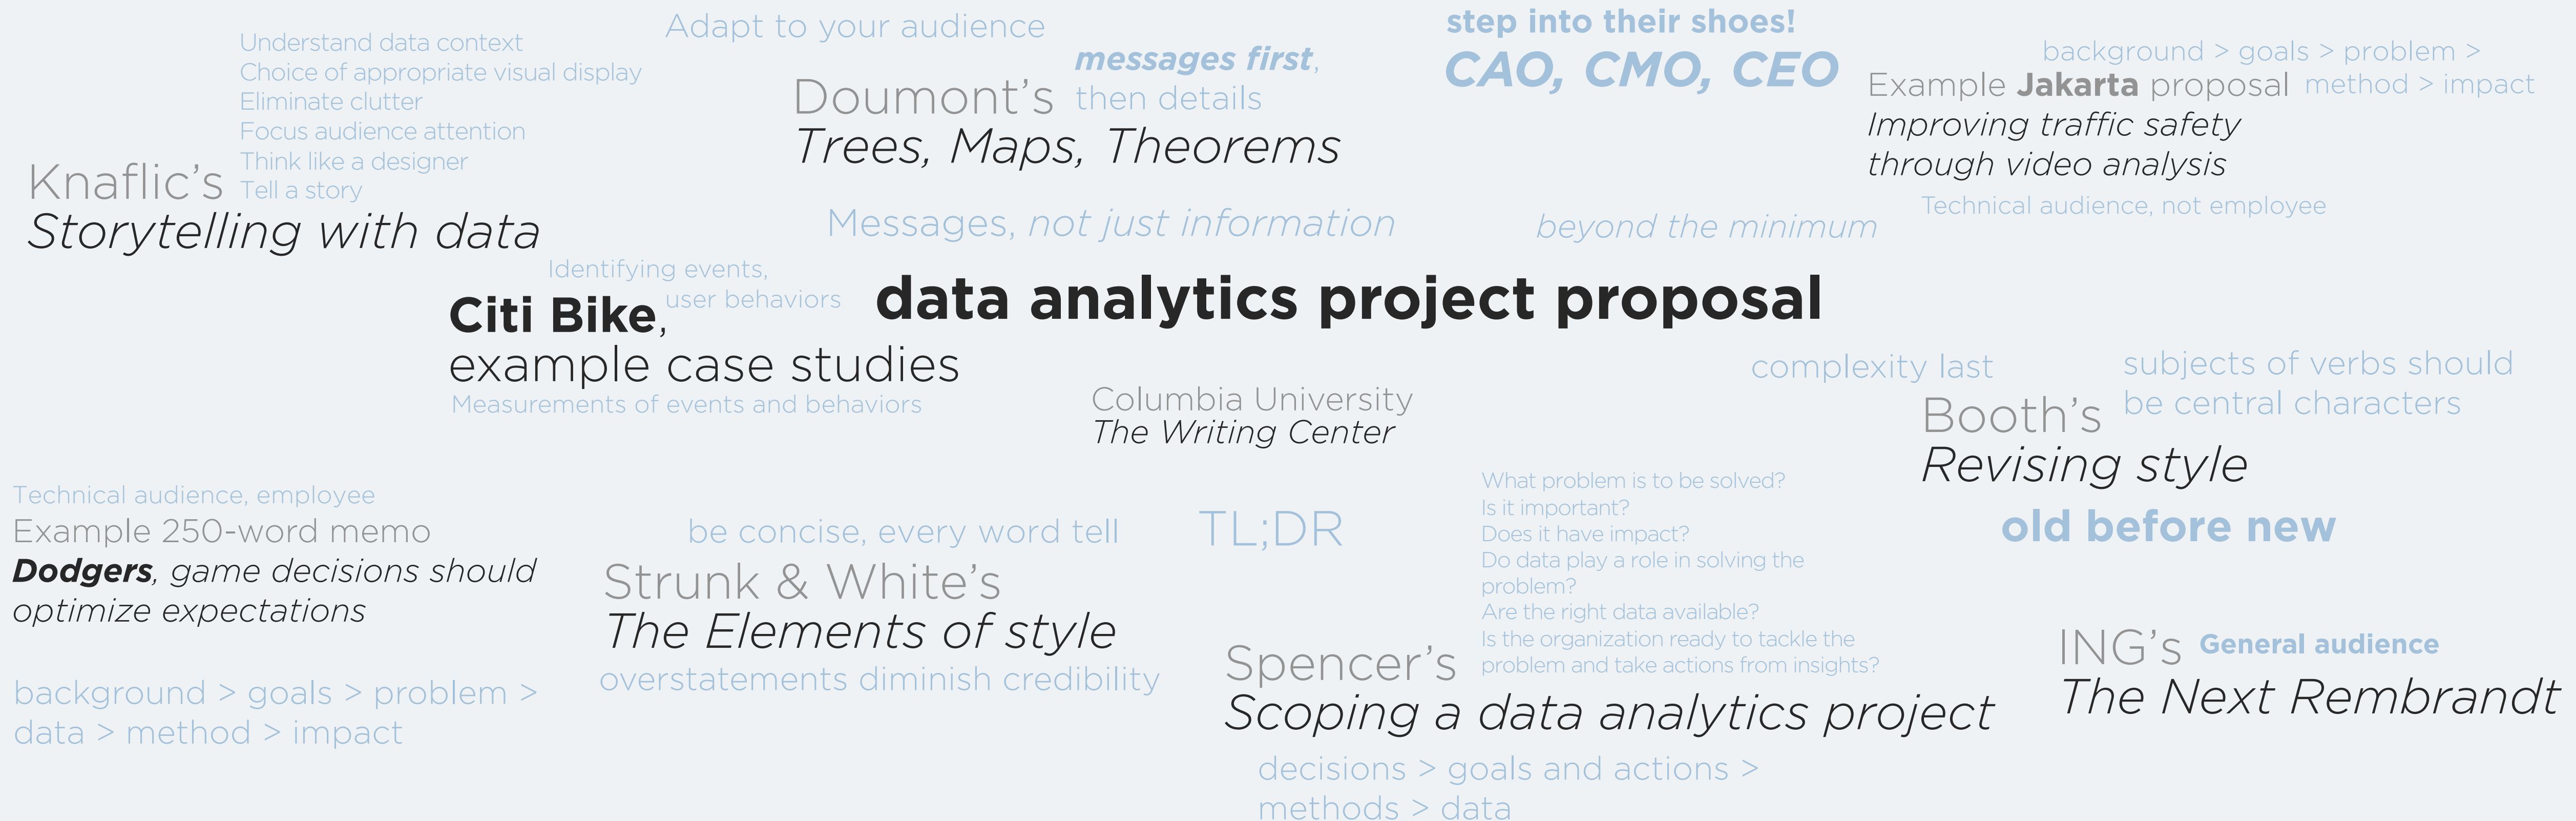 Understand data context
Choice of appropriate visual display
Eliminate clutter
Focus audience attention
Think like a designer
Tell a story
Knaflic’s
Storytelling with data
Adapt to your audience
messages first,
then details
Doumont’s
Trees, Maps, Theorems
Messages, not just information
step into their shoes!
CAO, CMO, CEO
beyond the minimum
background > goals > problem >
method > impact
Example Jakarta proposal
Improving traffic safety
through video analysis
Technical audience, not employee
Identifying events,
user behaviors
Citi Bike,
example case studies
Measurements of events and behaviors
data analytics project proposal
Columbia University
The Writing Center
complexity last
subjects of verbs should
be central characters
Booth’s
Revising style
old before new
Technical audience, employee
Example 250-word memo
Dodgers, game decisions should
optimize expectations
background > goals > problem >
data > method > impact
be concise, every word tell
Strunk & White’s
The Elements of style
overstatements diminish credibility
TL;DR
What problem is to be solved?
Is it important?
Does it have impact?
Do data play a role in solving the
problem?
Are the right data available?
Is the organization ready to tackle the
problem and take actions from insights?
Spencer’s
Scoping a data analytics project
decisions > goals and actions >
methods > data
ING’s
General audience
The Next Rembrandt